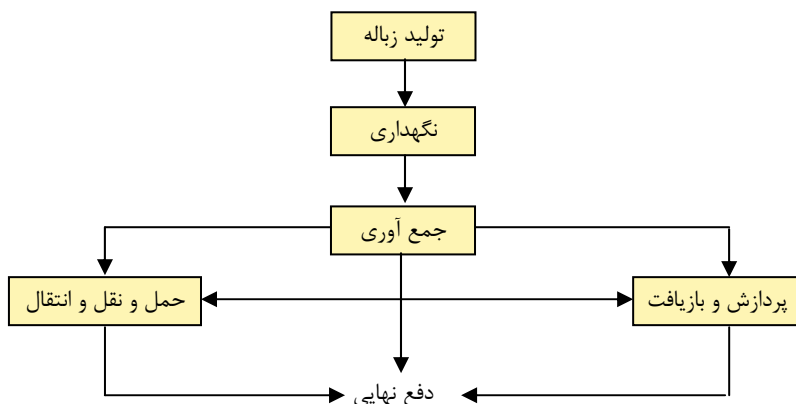 تولید زباله
نگهداری
جمع آوری
حمل و نقل و انتقال
پردازش و بازیافت
دفع نهایی